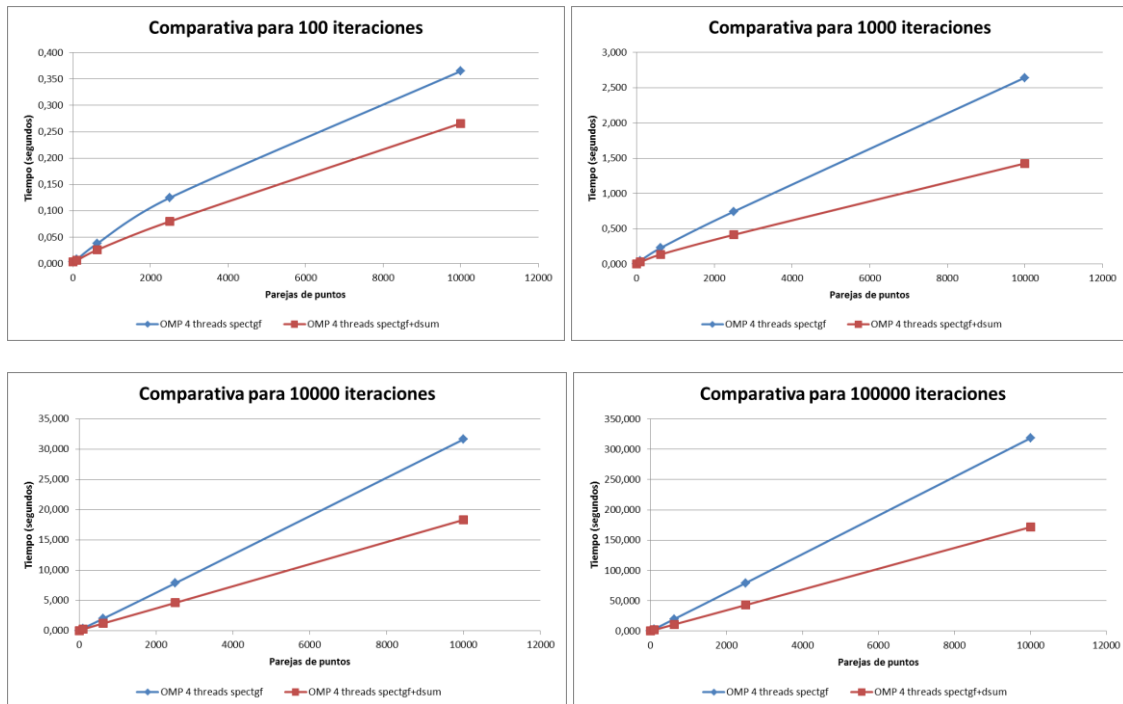 Comparativa para 100 iteraciones
Tiempo (segundos)
0,400
0,350
0,300
0,250
0,200
0,150
0,100
0,050
0,000
0 2000 4000 6000 8000 10000 12000
Parejas de puntos
OMP 4 threads spectgf OMP 4 threads spectgf+dsum
Comparativa para 1000 iteraciones
Tiempo (segundos)
3,000
2,500
2,000
1,500
1,000
0,500
0,000
0 2000 4000 6000 8000 10000 12000
Parejas de puntos
OMP 4 threads spectgf OMP 4 threads spectgf+dsum
Comparativa para 10000 iteraciones
Tiempo (segundos)
35,000
30,000
25,000
20,000
15,000
10,000
5,000
0,000
0 2000 4000 6000 8000 10000 12000
Parejas de puntos
OMP 4 threads spectgf OMP 4 threads spectgf+dsum
Comparativa para 100000 iteraciones
Tiempo (segundos)
350,000
300,000
250,000
200,000
150,000
100,000
50,000
0,000
0 2000 4000 6000 8000 10000 12000
Parejas de puntos
OMP 4 threads spectgf OMP 4 threads spectgf+dsum